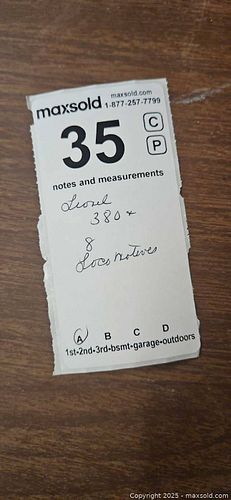 maxsold.com
maxsold 1-877-257-7799
35 C
P
notes and measurements
Lionel
380 x
8
Locomotives
A B C D
1st-2nd-3rd-bsmt-garage-outdoors
Copyright 2025 - maxsold.com